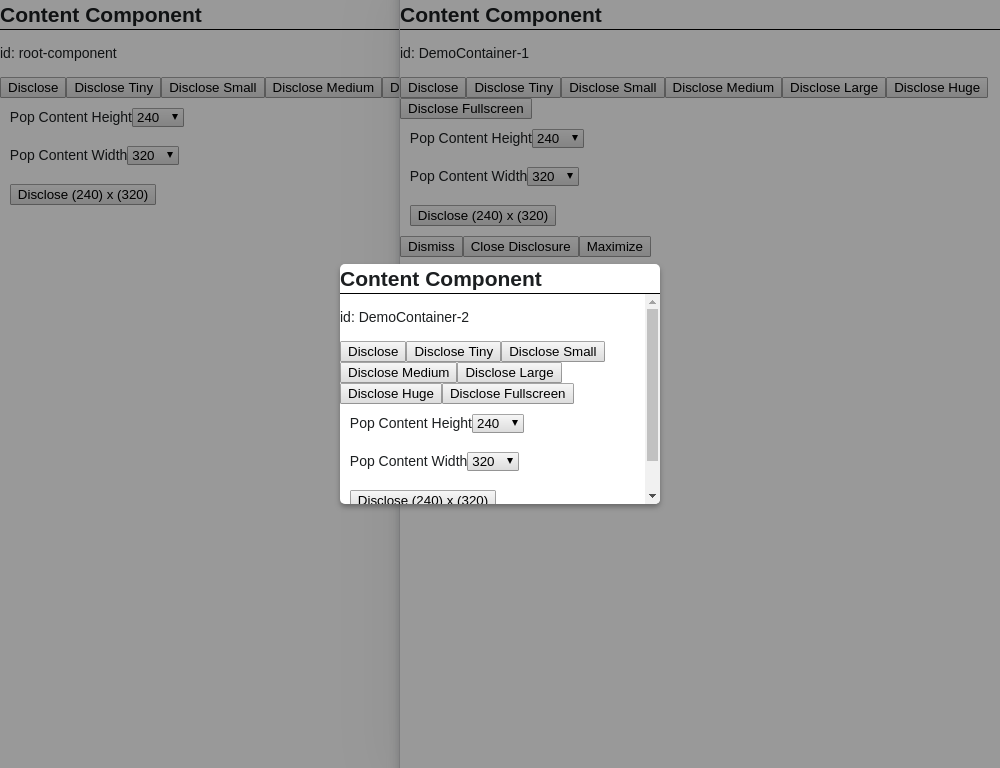 Content Component
id: root-component
Disclose Disclose Tiny Disclose Small Disclose Medium D
Pop Content Height 240
Pop Content Width 320
Disclose (240) x (320)
Content Component
id: DemoContainer-1
Disclose Disclose Tiny Disclose Small Disclose Medium Disclose Large Disclose Huge
Disclose Fullscreen
Pop Content Height 240
Pop Content Width 320
Disclose (240) x (320)
Dismiss Close Disclosure Maximize
Content Component
id: DemoContainer-2
Disclose Disclose Tiny Disclose Small
Disclose Medium Disclose Large
Disclose Huge Disclose Fullscreen
Pop Content Height 240
Pop Content Width 320
Disclose (240) x (320)